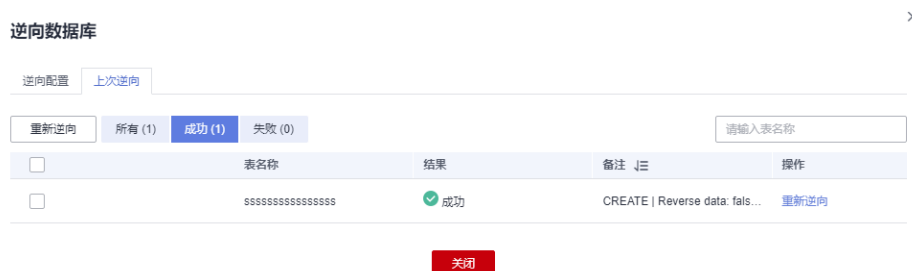 逆向数据库
逆向配置 上次逆向
重新逆向 所有 (1) 成功 (1) 失败 (0) 请输入表名称
表名称 结果 备注 操作
ssssssssssssssss 成功 CREATE | Reverse data: fals... 重新逆向
关闭